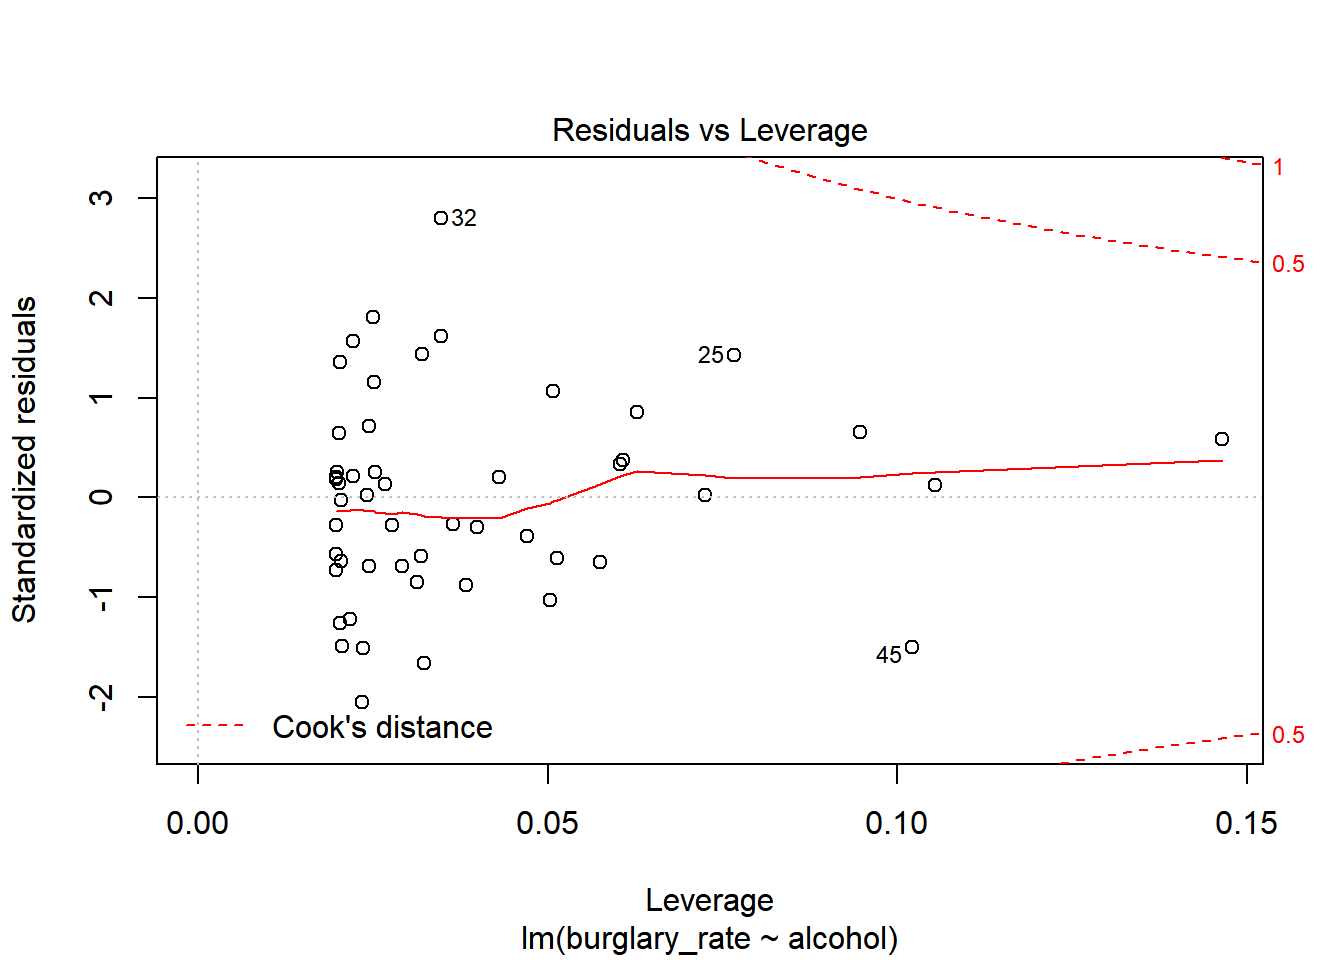 Residuals vs Leverage
Standardized residuals
3
2
1
0
-1
-2
32
25
45
1
0.5
0.5
Cook's distance
0.00 0.05 0.10 0.15
Leverage
lm(burglary_rate ~ alcohol)